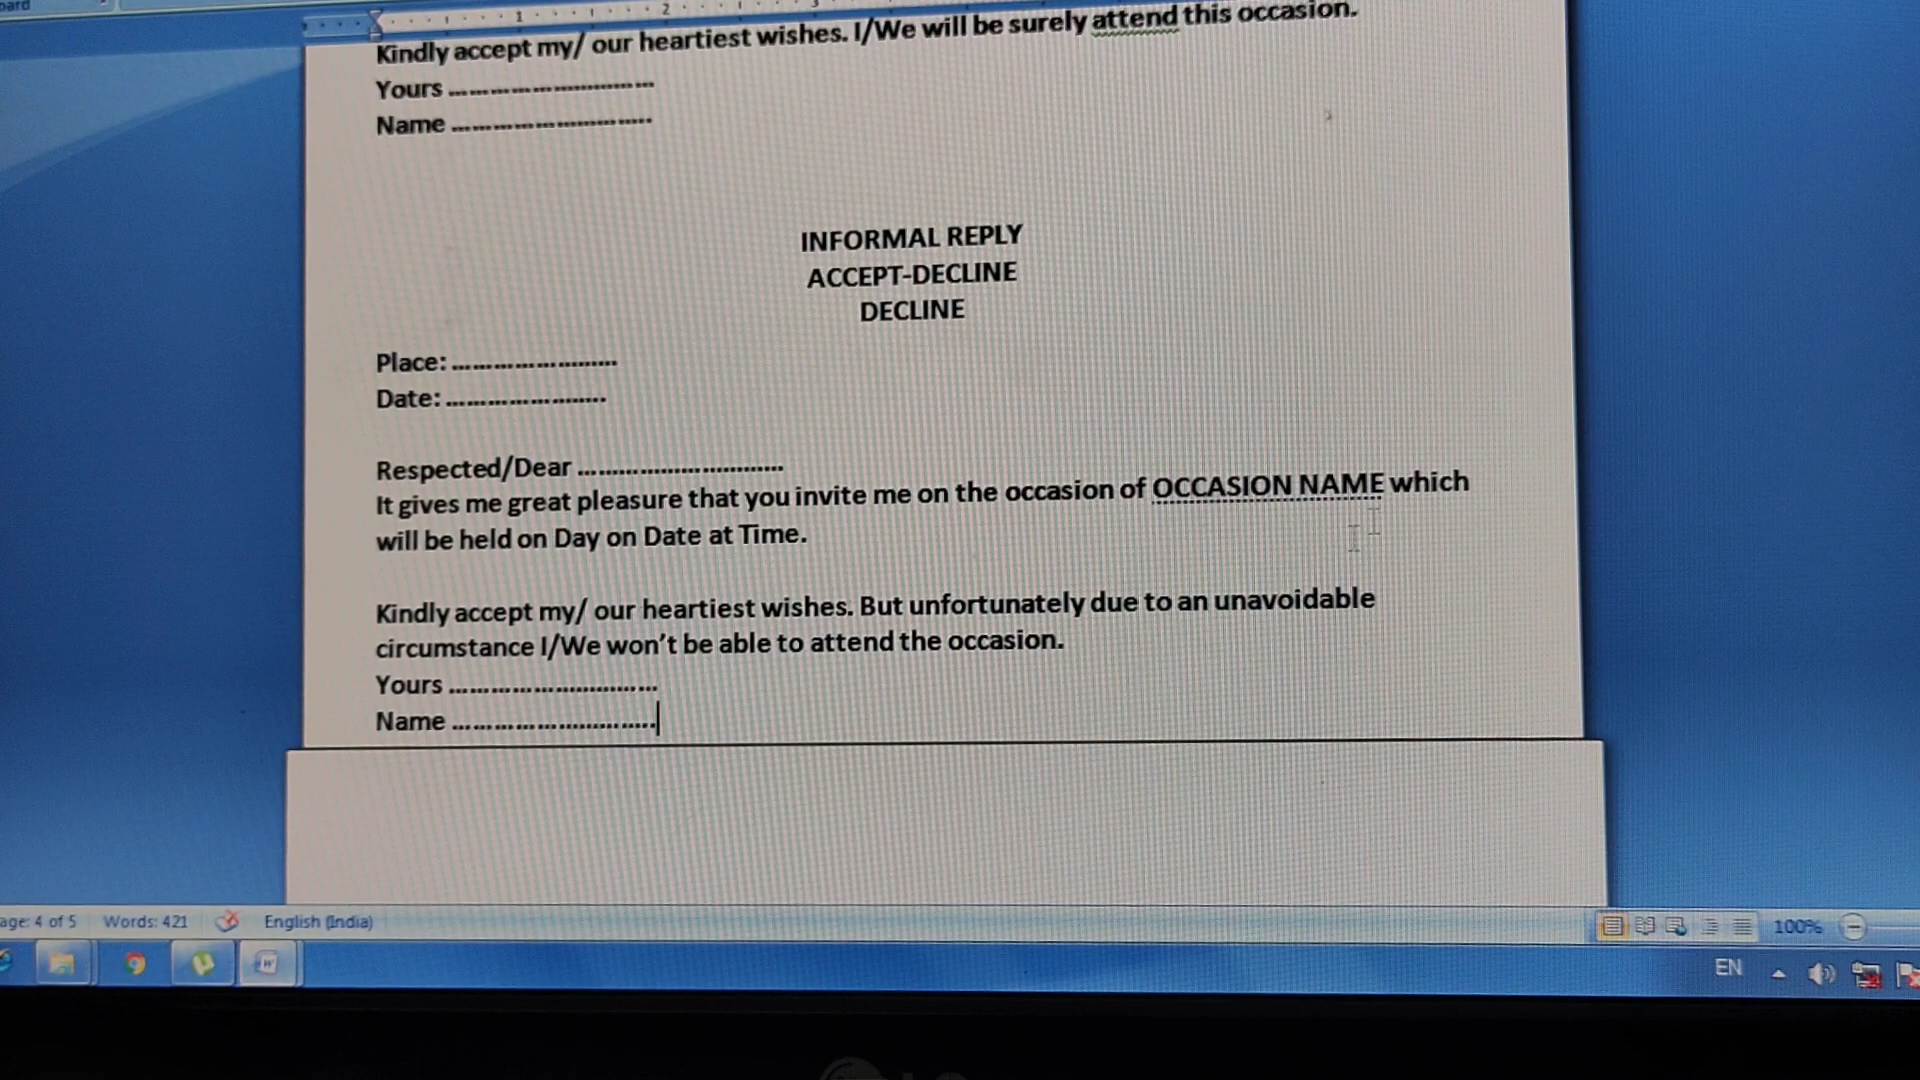 1 2 3
Kindly accept my/ our heartiest wishes. I/We will be surely attend this occasion.
Yours ................................
Name ................................
INFORMAL REPLY
ACCEPT-DECLINE
DECLINE
Place: ..........................
Date: .........................
Respected/Dear ................................
It gives me great pleasure that you invite me on the occasion of OCCASION NAME which
will be held on Day on Date at Time.
Kindly accept my/ our heartiest wishes. But unfortunately due to an unavoidable
circumstance I/We won't be able to attend the occasion.
Yours ................................
Name ................................
age: 4 of 5 Words: 421 English (India) 100%
EN